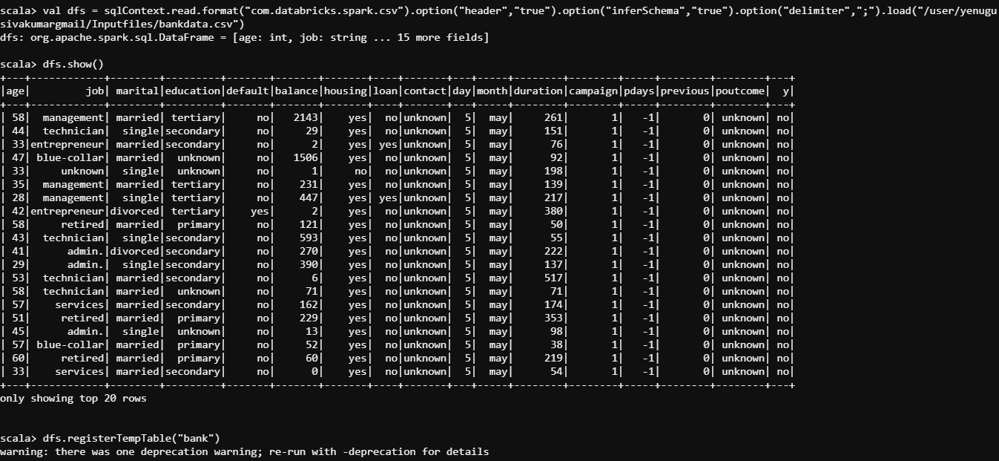 scala> val dfs = sqlContext.read.format("com.databricks.spark.csv").option("header","true").option("inferSchema","true").option("delimiter",";").load("/user/yenugu
sivakumargmail/Inputfiles/bankdata.csv")
dfs: org.apache.spark.sql.DataFrame = [age: int, job: string ... 15 more fields]

scala> dfs.show()
+---+------------+--------+---------+-------+-------+-------+----+-------+---+-----+--------+--------+-----+--------+--------+---+
|age|         job| marital|education|default|balance|housing|loan|contact|day|month|duration|campaign|pdays|previous|poutcome|  y|
+---+------------+--------+---------+-------+-------+-------+----+-------+---+-----+--------+--------+-----+--------+--------+---+
| 58|  management| married| tertiary|     no|   2143|    yes|  no|unknown|  5|  may|     261|       1|   -1|       0| unknown| no|
| 44|  technician|  single|secondary|     no|     29|    yes|  no|unknown|  5|  may|     151|       1|   -1|       0| unknown| no|
| 33|entrepreneur| married|secondary|     no|      2|    yes| yes|unknown|  5|  may|      76|       1|   -1|       0| unknown| no|
| 47| blue-collar| married|  unknown|     no|   1506|    yes|  no|unknown|  5|  may|      92|       1|   -1|       0| unknown| no|
| 33|     unknown|  single|  unknown|     no|      1|     no|  no|unknown|  5|  may|     198|       1|   -1|       0| unknown| no|
| 35|  management| married| tertiary|     no|    231|    yes|  no|unknown|  5|  may|     139|       1|   -1|       0| unknown| no|
| 28|  management|  single| tertiary|     no|    447|    yes| yes|unknown|  5|  may|     217|       1|   -1|       0| unknown| no|
| 42|entrepreneur|divorced| tertiary|    yes|      2|    yes|  no|unknown|  5|  may|     380|       1|   -1|       0| unknown| no|
| 58|     retired| married|  primary|     no|    121|    yes|  no|unknown|  5|  may|      50|       1|   -1|       0| unknown| no|
| 43|  technician|  single|secondary|     no|    593|    yes|  no|unknown|  5|  may|      55|       1|   -1|       0| unknown| no|
| 41|      admin.|divorced|secondary|     no|    270|    yes|  no|unknown|  5|  may|     222|       1|   -1|       0| unknown| no|
| 29|      admin.|  single|secondary|     no|    390|    yes|  no|unknown|  5|  may|     137|       1|   -1|       0| unknown| no|
| 53|  technician| married|secondary|     no|      6|    yes|  no|unknown|  5|  may|     517|       1|   -1|       0| unknown| no|
| 58|  technician| married|  unknown|     no|     71|    yes|  no|unknown|  5|  may|      71|       1|   -1|       0| unknown| no|
| 57|    services| married|secondary|     no|    162|    yes|  no|unknown|  5|  may|     174|       1|   -1|       0| unknown| no|
| 51|     retired| married|  primary|     no|    229|    yes|  no|unknown|  5|  may|     353|       1|   -1|       0| unknown| no|
| 45|      admin.|  single|  unknown|     no|     13|    yes|  no|unknown|  5|  may|      98|       1|   -1|       0| unknown| no|
| 57| blue-collar| married|  primary|     no|     52|    yes|  no|unknown|  5|  may|      38|       1|   -1|       0| unknown| no|
| 60|     retired| married|  primary|     no|     60|    yes|  no|unknown|  5|  may|     219|       1|   -1|       0| unknown| no|
| 33|    services| married|secondary|     no|      0|    yes|  no|unknown|  5|  may|      54|       1|   -1|       0| unknown| no|
+---+------------+--------+---------+-------+-------+-------+----+-------+---+-----+--------+--------+-----+--------+--------+---+
only showing top 20 rows

scala> dfs.registerTempTable("bank")
warning: there was one deprecation warning; re-run with -deprecation for details